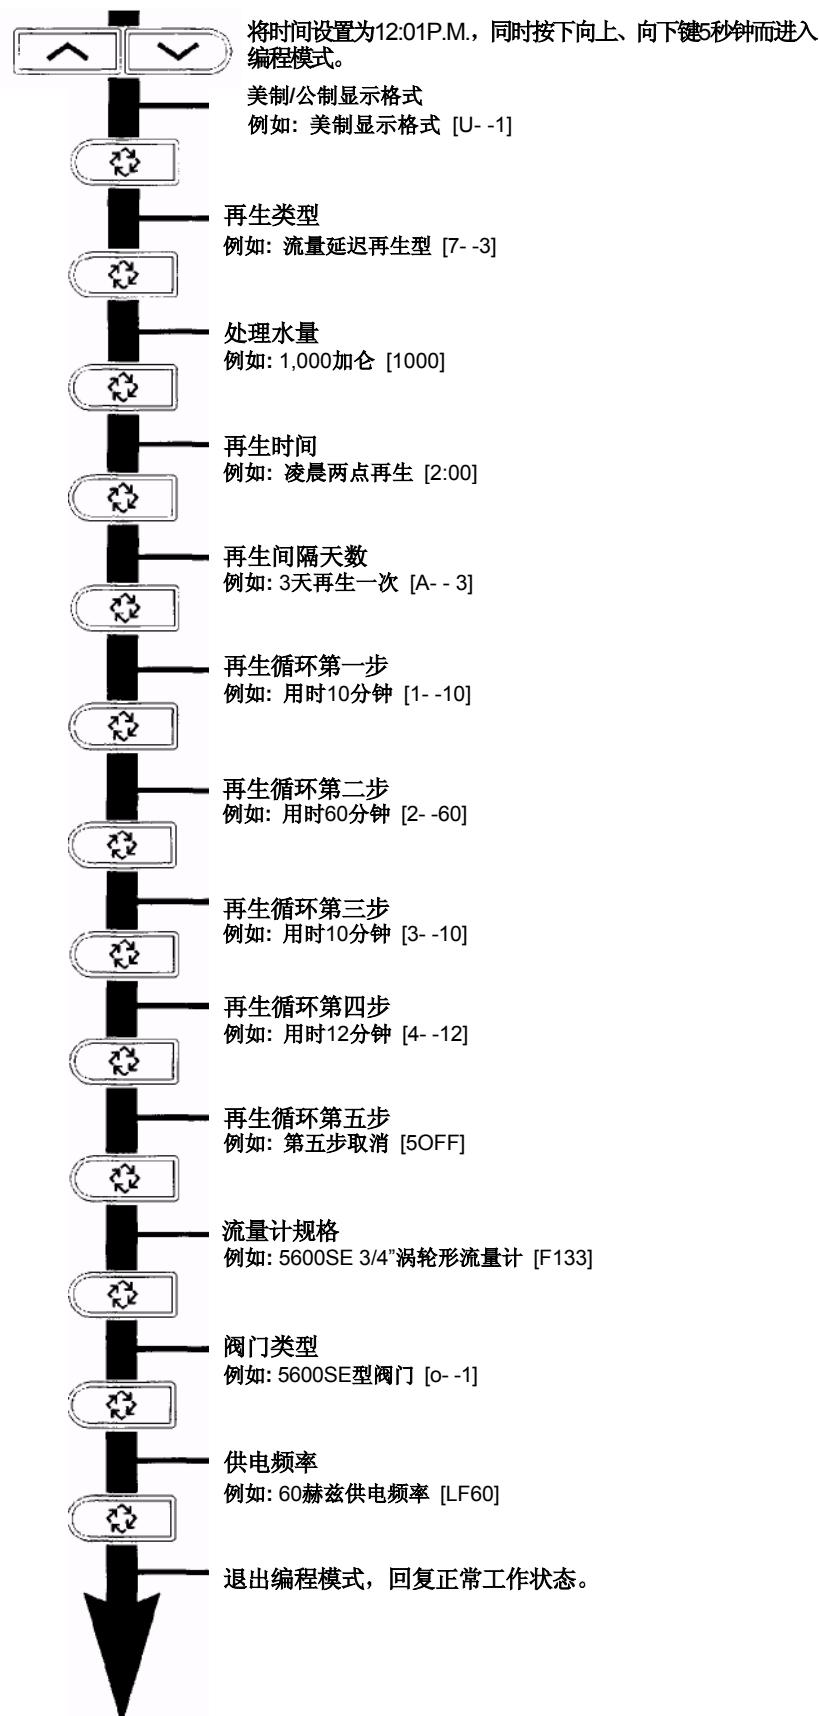 将时间设置为12:01P.M.，同时按下向上、向下键5秒钟而进入
编程模式。
美制/公制显示格式
例如: 美制显示格式 [U- -1]
再生类型
例如: 流量延迟再生型 [7- -3]
处理水量
例如: 1,000加仑 [1000]
再生时间
例如: 凌晨两点再生 [2:00]
再生间隔天数
例如: 3天再生一次 [A- - 3]
再生循环第一步
例如: 用时10分钟 [1- -10]
再生循环第二步
例如: 用时60分钟 [2- -60]
再生循环第三步
例如: 用时10分钟 [3- -10]
再生循环第四步
例如: 用时12分钟 [4- -12]
再生循环第五步
例如: 第五步取消 [5OFF]
流量计规格
例如: 5600SE 3/4”涡轮形流量计 [F133]
阀门类型
例如: 5600SE型阀门 [o- -1]
供电频率
例如: 60赫兹供电频率 [LF60]
退出编程模式，回复正常工作状态。